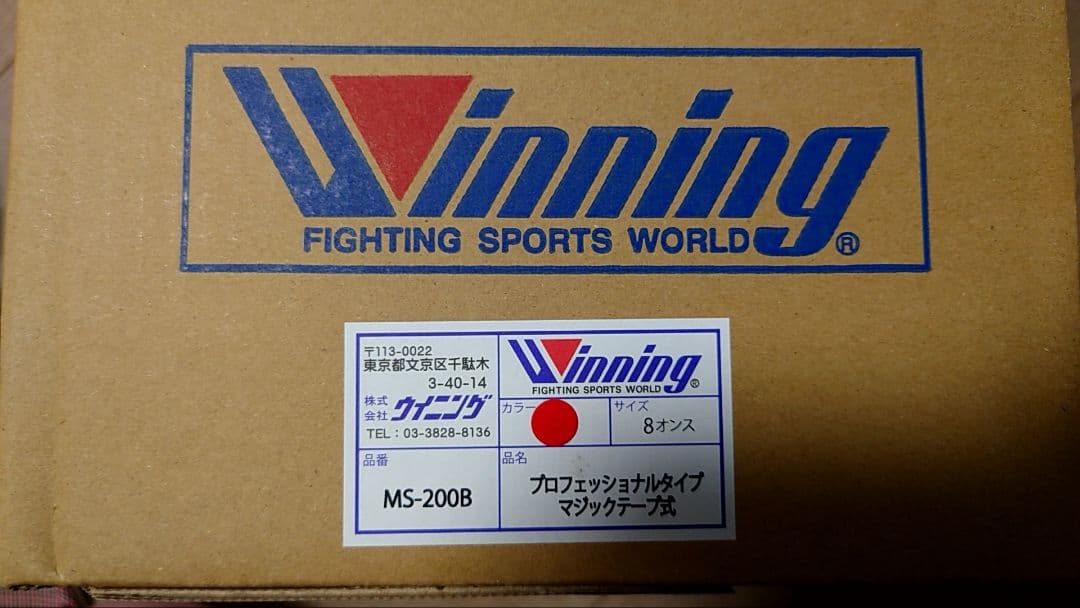 Winning
FIGHTING SPORTS WORLD®
〒113-0022
東京都文京区千駄木
3-40-14
株式会社 ウイニング
TEL：03-3828-8136
Winning
FIGHTING SPORTS WORLD®
カラー
サイズ
8オンス
品番
MS-200B
品名
プロフェッショナルタイプ
マジックテープ式